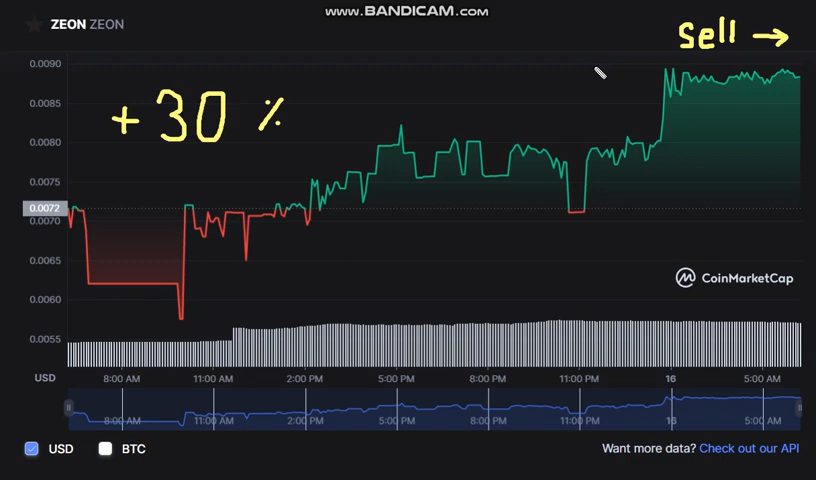 www.BANDICAM.com
ZEON ZEON
sell →
+ 30 %
0.0090
0.0085
0.0080
0.0075
0.0072
0.0070
0.0065
0.0060
0.0055
CoinMarketCap
USD 8:00 AM 11:00 AM 2:00 PM 5:00 PM 8:00 PM 11:00 PM 16 5:00 AM
8:00 AM 11:00 AM 2:00 PM 5:00 PM 8:00 PM 11:00 PM 16 5:00 AM
USD BTC Want more data? Check out our API